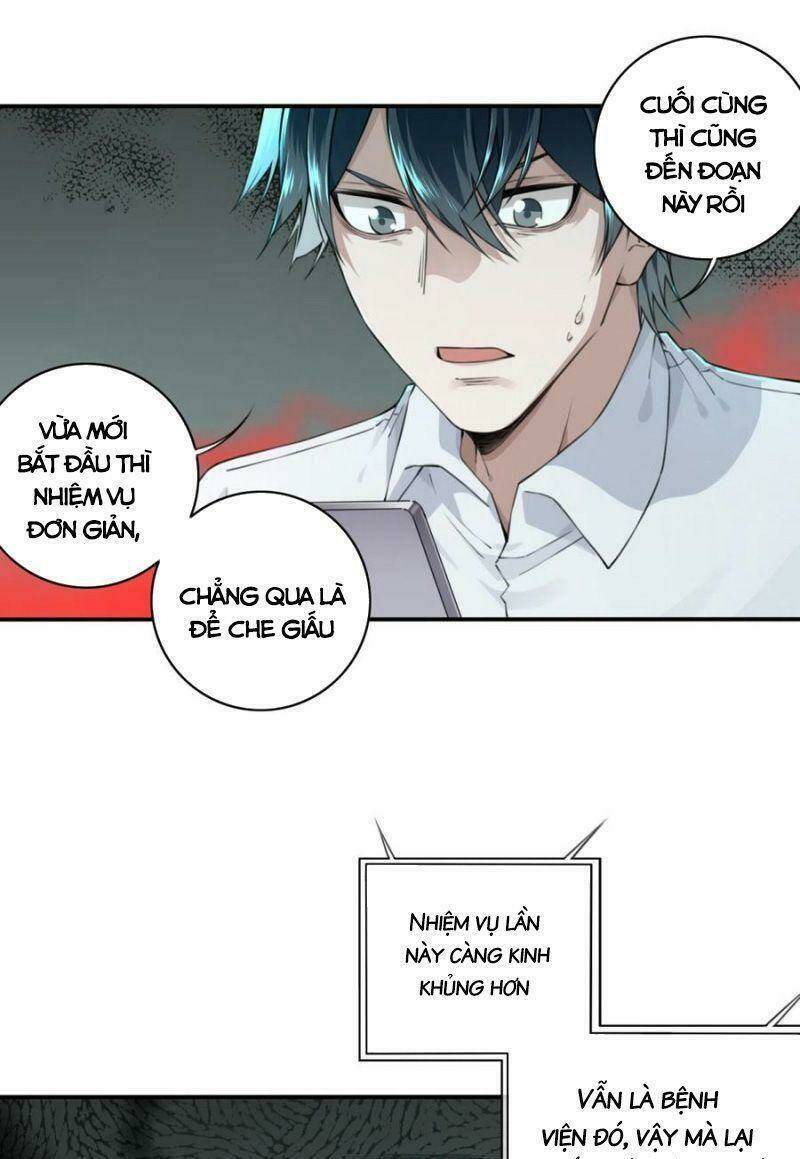 CUỐI CÙNG
THÌ CŨNG
ĐẾN ĐOẠN
NÀY RỒI
VỪA MỚI
BẮT ĐẦU THÌ
NHIỆM VỤ
ĐƠN GIẢN,
CHẲNG QUA LÀ
ĐỂ CHE GIẤU
NHIỆM VỤ LẦN
NÀY CÀNG KINH
KHỦNG HƠN
VẪN LÀ BỆNH
VIỆN ĐÓ, VẬY MÀ LẠI